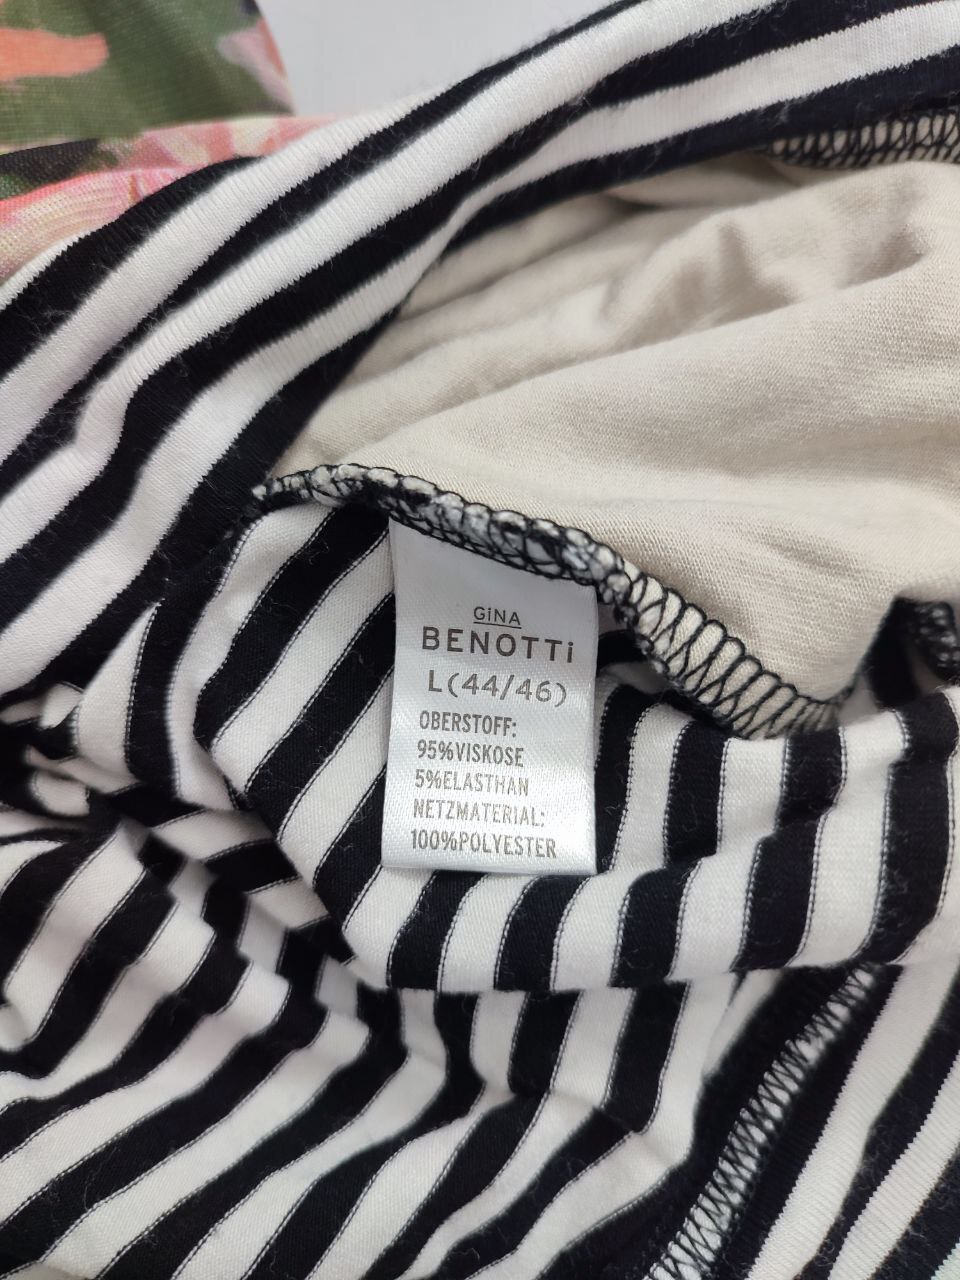 GiNA
BENOTTi
L(44/46)
OBERSTOFF:
95%VISKOSE
5%ELASTHAN
NETZMATERIAL:
100%POLYESTER